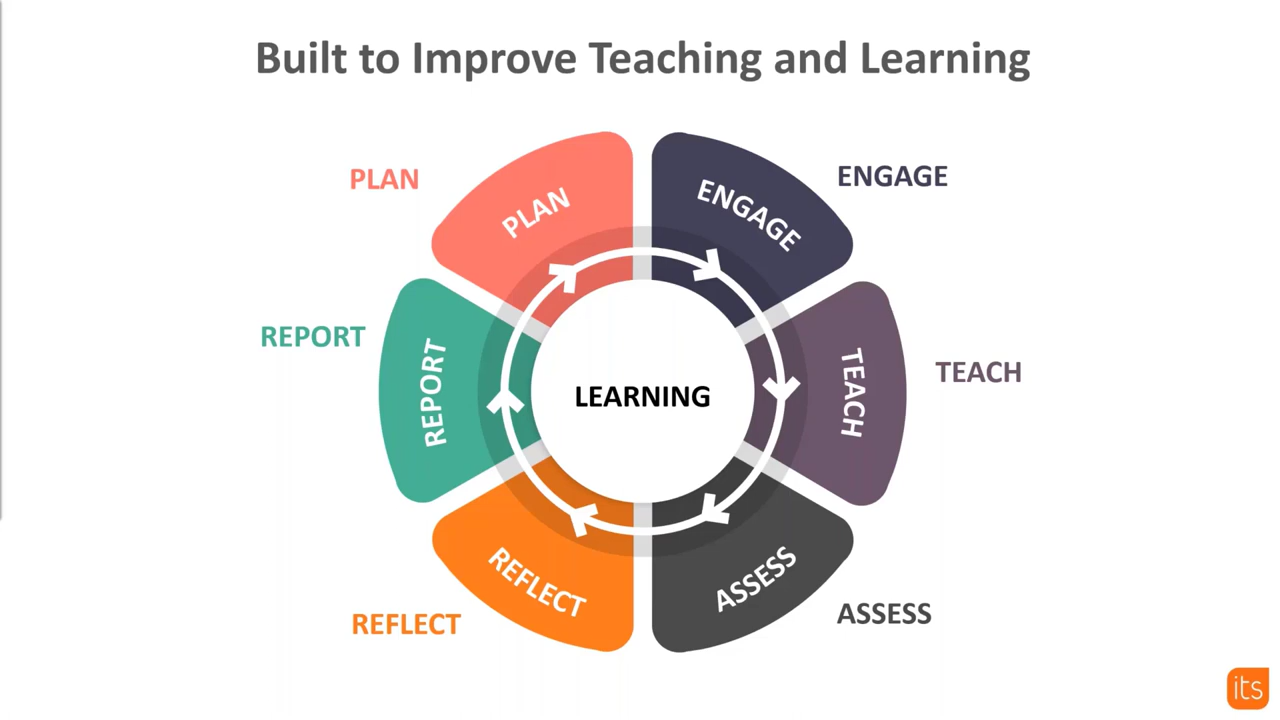 Built to Improve Teaching and Learning
PLAN
PLAN
ENGAGE
ENGAGE
REPORT
REPORT
LEARNING
TEACH
TEACH
REFLECT
REFLECT
ASSESS
ASSESS
its